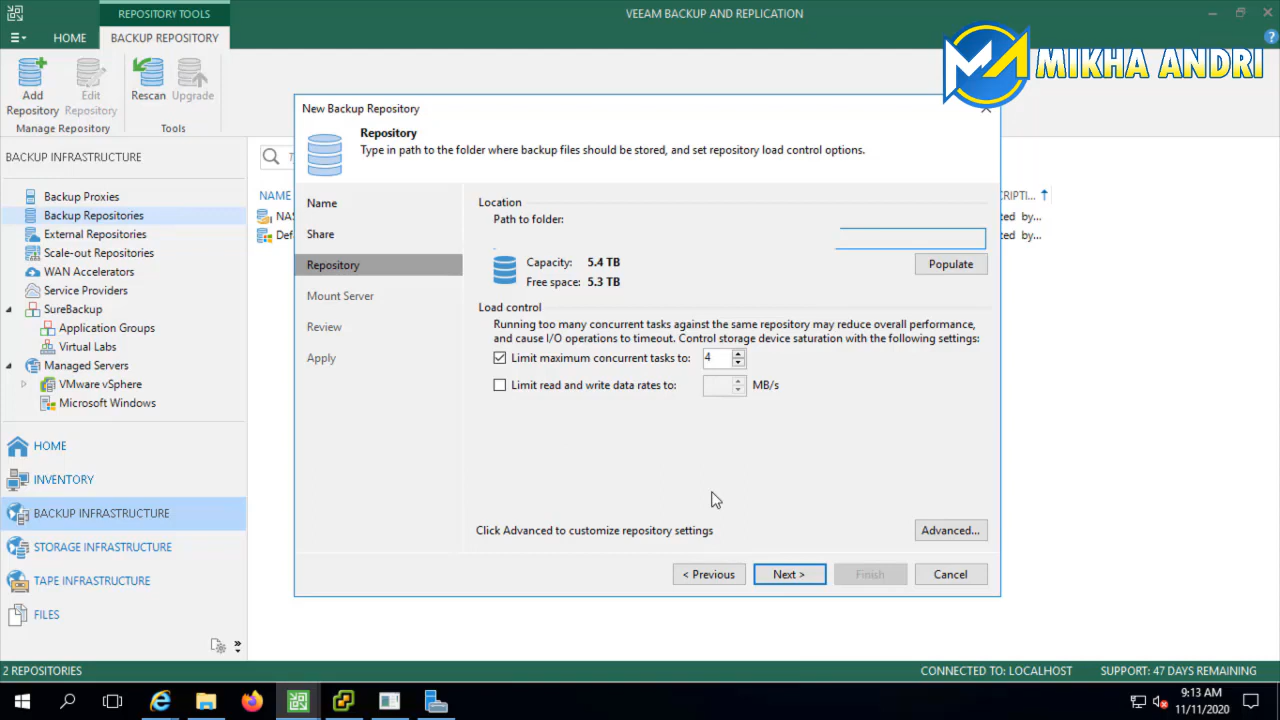 REPOSITORY TOOLS
VEEAM BACKUP AND REPLICATION
HOME
BACKUP REPOSITORY
MIKHA ANDRI
Add Repository
Edit Repository
Rescan
Upgrade
Manage Repository
Tools
BACKUP INFRASTRUCTURE
Backup Proxies
Backup Repositories
External Repositories
Scale-out Repositories
WAN Accelerators
Service Providers
SureBackup
Application Groups
Virtual Labs
Managed Servers
VMware vSphere
Microsoft Windows
HOME
INVENTORY
BACKUP INFRASTRUCTURE
STORAGE INFRASTRUCTURE
TAPE INFRASTRUCTURE
FILES
NAME
NAS
Def
CRIPTI...
ted by...
ted by...
New Backup Repository
Repository
Type in path to the folder where backup files should be stored, and set repository load control options.
Name
Share
Repository
Mount Server
Review
Apply
Location
Path to folder:
Capacity: 5.4 TB
Free space: 5.3 TB
Populate
Load control
Running too many concurrent tasks against the same repository may reduce overall performance,
and cause I/O operations to timeout. Control storage device saturation with the following settings:
Limit maximum concurrent tasks to: 4
Limit read and write data rates to: MB/s
Click Advanced to customize repository settings
Advanced...
< Previous
Next >
Finish
Cancel
2 REPOSITORIES
CONNECTED TO: LOCALHOST
SUPPORT: 47 DAYS REMAINING
9:13 AM
11/11/2020